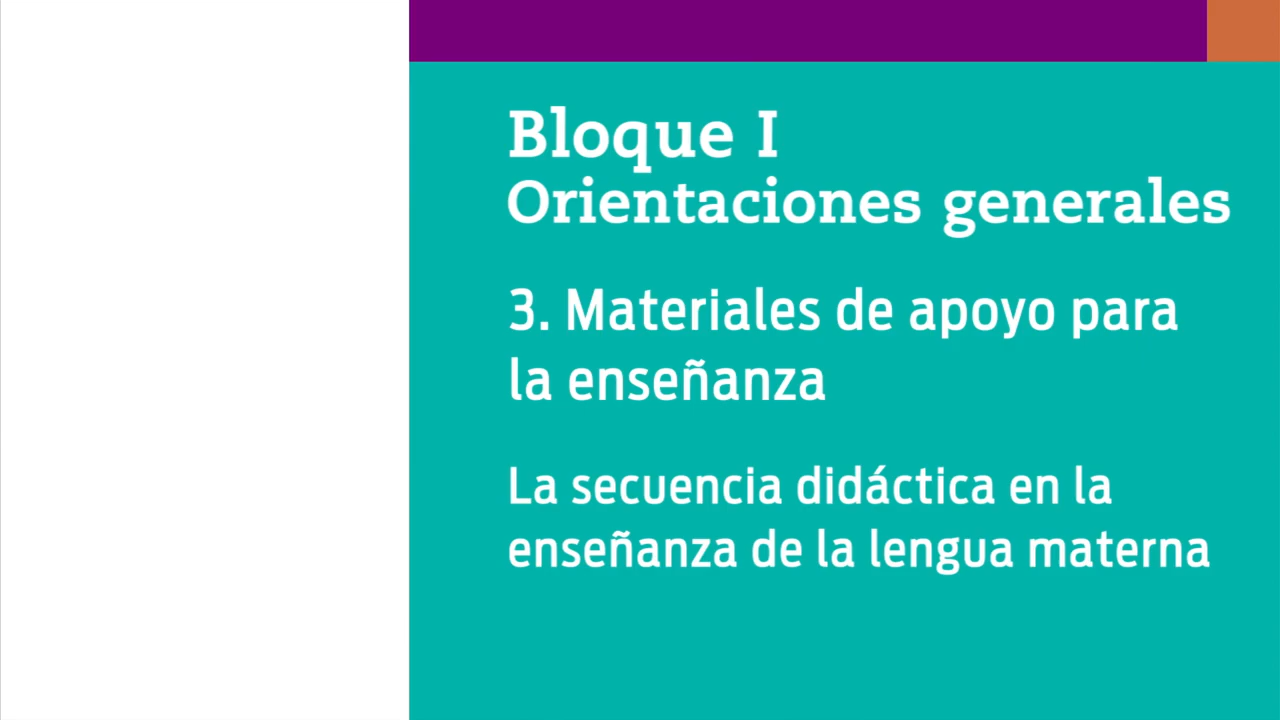 Bloque I
Orientaciones generales
3. Materiales de apoyo para
la enseñanza
La secuencia didáctica en la
enseñanza de la lengua materna